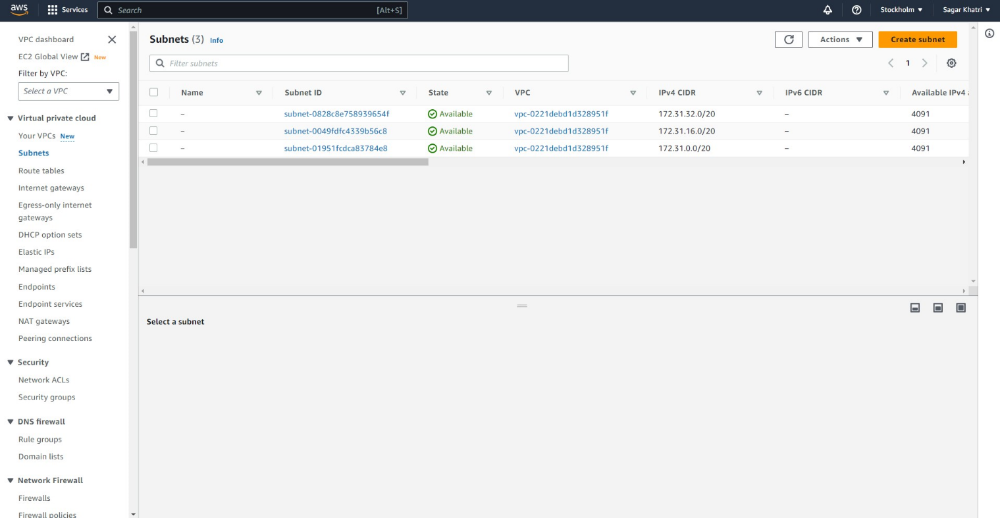 aws Services Search [Alt+S] Stockholm Sagar Khatri
VPC dashboard
EC2 Global View New
Filter by VPC:
Select a VPC
Virtual private cloud
Your VPCs New
Subnets
Route tables
Internet gateways
Egress-only internet
gateways
DHCP option sets
Elastic IPs
Managed prefix lists
Endpoints
Endpoint services
NAT gateways
Peering connections
Security
Network ACLs
Security groups
DNS firewall
Rule groups
Domain lists
Network Firewall
Firewalls
Firewall policies
Subnets (3) Info
Actions Create subnet
Filter subnets
1
Name Subnet ID State VPC IPv4 CIDR IPv6 CIDR Available IPv4
– subnet-0828c8e758939654f Available vpc-0221debd1d328951f 172.31.32.0/20 – 4091
– subnet-0049fdfc4339b56c8 Available vpc-0221debd1d328951f 172.31.16.0/20 – 4091
– subnet-01951fcdca83784e8 Available vpc-0221debd1d328951f 172.31.0.0/20 – 4091
Select a subnet